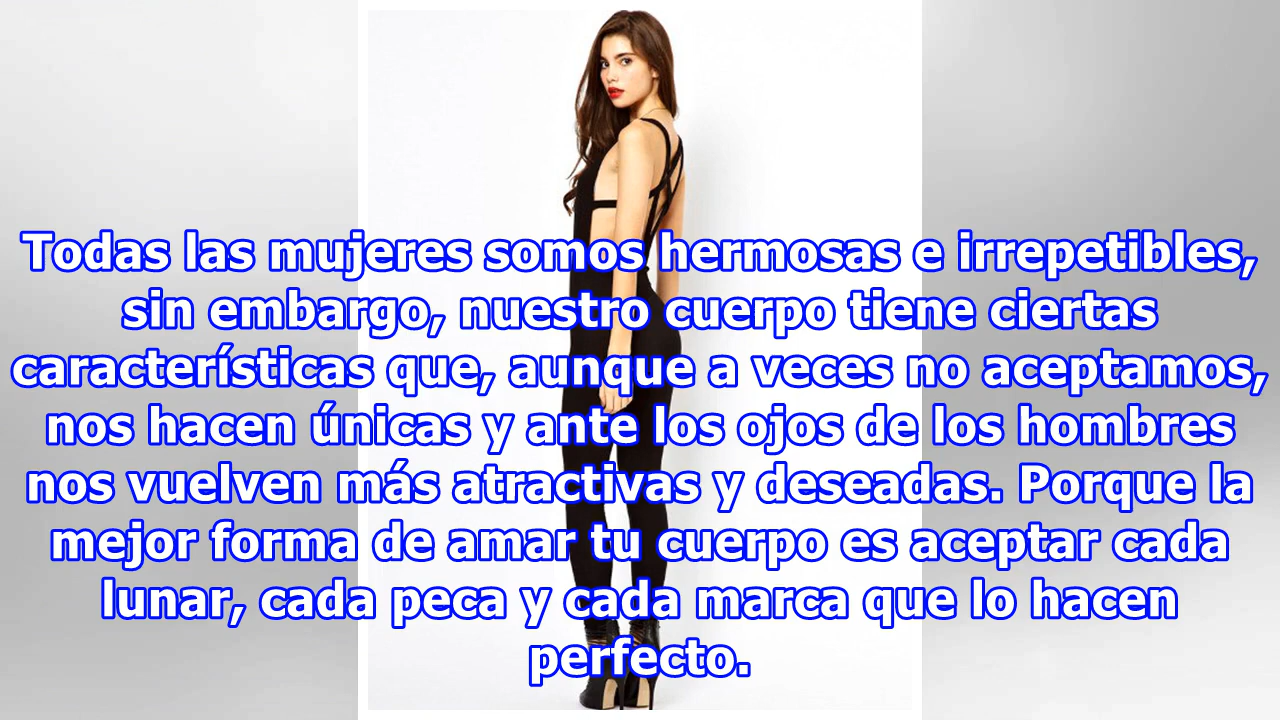 Todas las mujeres somos hermosas e irrepetibles,
sin embargo, nuestro cuerpo tiene ciertas
características que, aunque a veces no aceptamos,
nos hacen únicas y ante los ojos de los hombres
nos vuelven más atractivas y deseadas. Porque la
mejor forma de amar tu cuerpo es aceptar cada
lunar, cada peca y cada marca que lo hacen
perfecto.